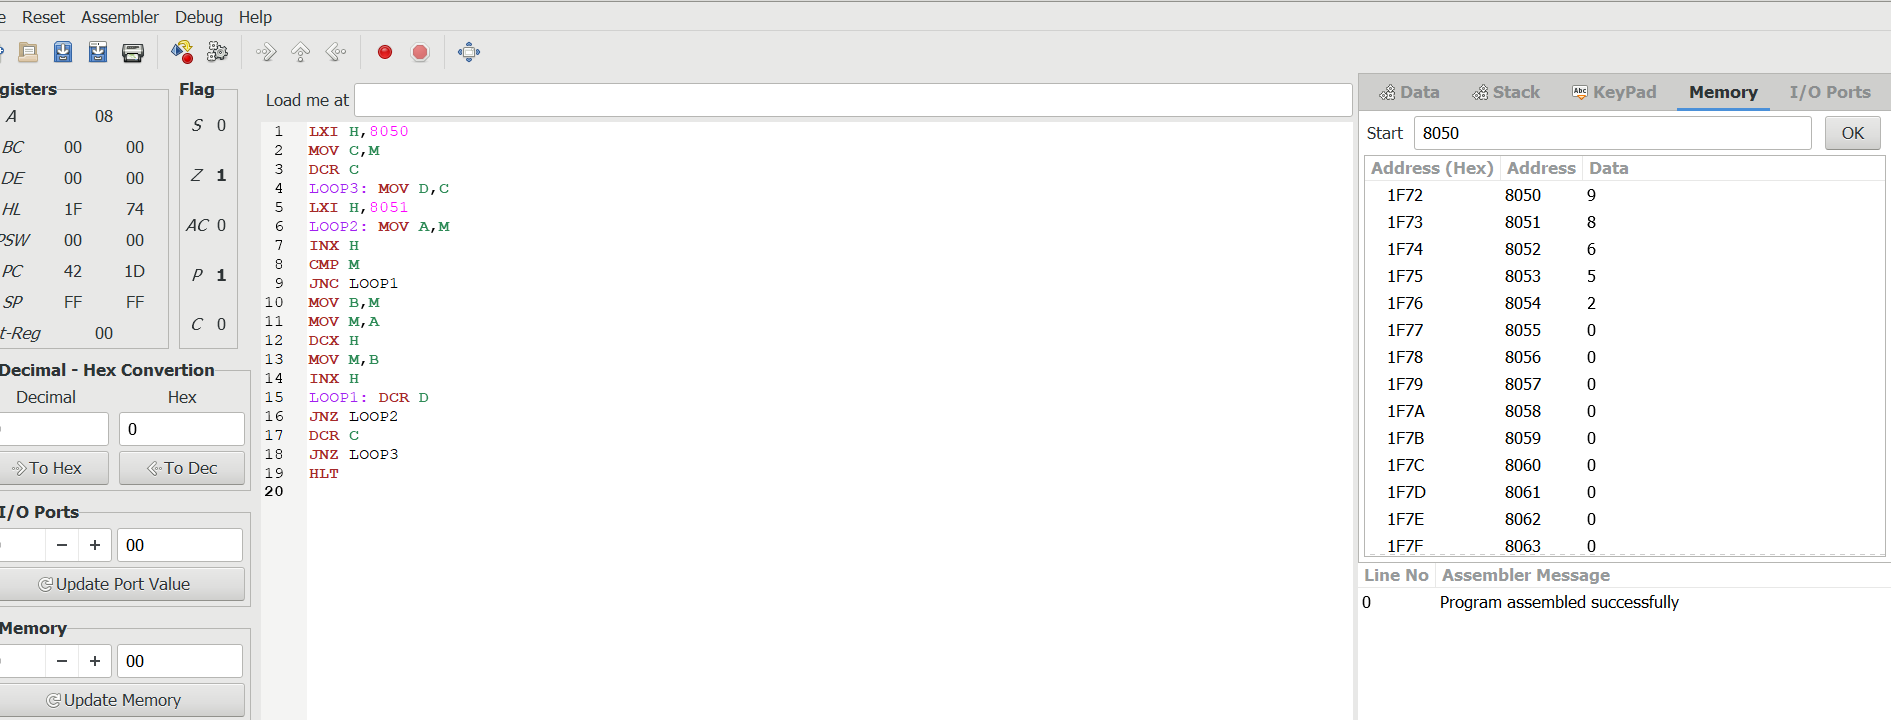 e Reset Assembler Debug Help
gisters
A 08
BC 00 00
DE 00 00
HL 1F 74
PSW 00 00
PC 42 1D
SP FF FF
t-Reg 00
Flag
S 0
Z 1
AC 0
P 1
C 0
Decimal - Hex Convertion
Decimal Hex
0
To Hex To Dec
I/O Ports
− + 00
Update Port Value
Memory
− + 00
Update Memory
Load me at
1 LXI H,8050
2 MOV C,M
3 DCR C
4 LOOP3: MOV D,C
5 LXI H,8051
6 LOOP2: MOV A,M
7 INX H
8 CMP M
9 JNC LOOP1
10 MOV B,M
11 MOV M,A
12 DCX H
13 MOV M,B
14 INX H
15 LOOP1: DCR D
16 JNZ LOOP2
17 DCR C
18 JNZ LOOP3
19 HLT
20
Data Stack Abc KeyPad Memory I/O Ports
Start 8050 OK
Address (Hex) Address Data
1F72 8050 9
1F73 8051 8
1F74 8052 6
1F75 8053 5
1F76 8054 2
1F77 8055 0
1F78 8056 0
1F79 8057 0
1F7A 8058 0
1F7B 8059 0
1F7C 8060 0
1F7D 8061 0
1F7E 8062 0
1F7F 8063 0
Line No Assembler Message
0 Program assembled successfully